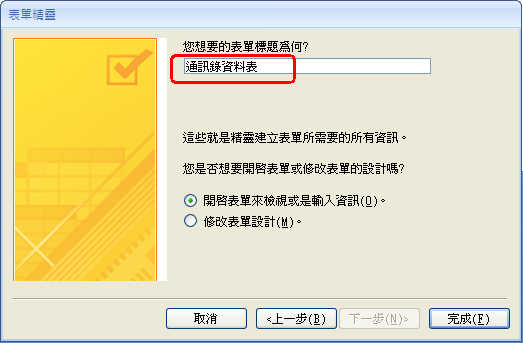 表單精靈
您想要的表單標題為何?
通訊錄資料表
這些就是精靈建立表單所需要的所有資訊。
您是否想要開啟表單或修改表單的設計嗎?
開啟表單來檢視或是輸入資訊(O)。
修改表單設計(M)。
取消 <上一步(B) 下一步(N)> 完成(F)